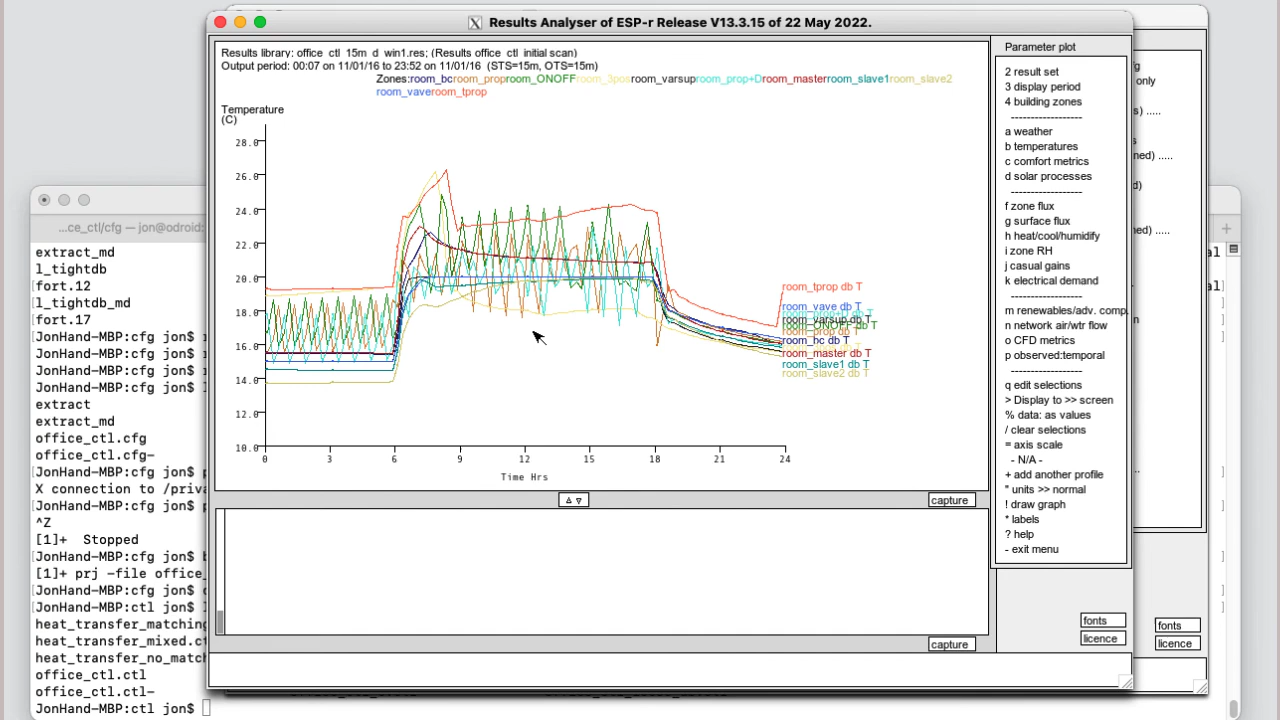 Results Analyser of ESP-r Release V13.3.15 of 22 May 2022.
Results library: office_ctl_15m_d_win1.res; (Results office_ctl initial scan)
Output period: 00:07 on 11/01/16 to 23:52 on 11/01/16 (STS=15m, OTS=15m)
Zones:room_bcroom_proproom_ONOFFroom_3posroom_varsuproom_prop+Droom_masterroom_slave1room_slave2
room_vaveroom_tprop
Temperature
(C)
28.0
26.0
24.0
22.0
20.0
18.0
16.0
14.0
12.0
10.0
0 3 6 9 12 15 18 21 24
Time Hrs
room_tprop db T
room_vave db T
room_prop+D db T
room_varsup db T
room_ONOFF db T
room_prop db T
room_bc db T
room_master db T
room_slave1 db T
room_slave2 db T
capture
capture
Parameter plot
2 result set
3 display period
4 building zones
------------------
a weather
b temperatures
c comfort metrics
d solar processes
------------------
f zone flux
g surface flux
h heat/cool/humidify
i zone RH
j casual gains
k electrical demand
------------------
m renewables/adv. comp.
n network air/wtr flow
o CFD metrics
p observed:temporal
------------------
q edit selections
> Display to >> screen
% data: as values
/ clear selections
= axis scale
- N/A -
+ add another profile
" units >> normal
! draw graph
* labels
? help
- exit menu
fonts
licence
fonts
licence
only
...ce_ctl/cfg — jon@odroid:
extract_md
l_tightdb
fort.12
l_tightdb_md
fort.17
JonHand-MBP:cfg jon$
JonHand-MBP:cfg jon$
JonHand-MBP:cfg jon$
JonHand-MBP:cfg jon$
extract
extract_md
office_ctl.cfg
office_ctl.cfg-
JonHand-MBP:cfg jon$ p
X connection to /priva
JonHand-MBP:cfg jon$ p
^Z
[1]+ Stopped
JonHand-MBP:cfg jon$ b
[1]+ prj -file office_
JonHand-MBP:cfg jon$ c
JonHand-MBP:ctl jon$ l
heat_transfer_matching
heat_transfer_mixed.ct
heat_transfer_no_match
office_ctl.ctl
office_ctl.ctl-
JonHand-MBP:ctl jon$